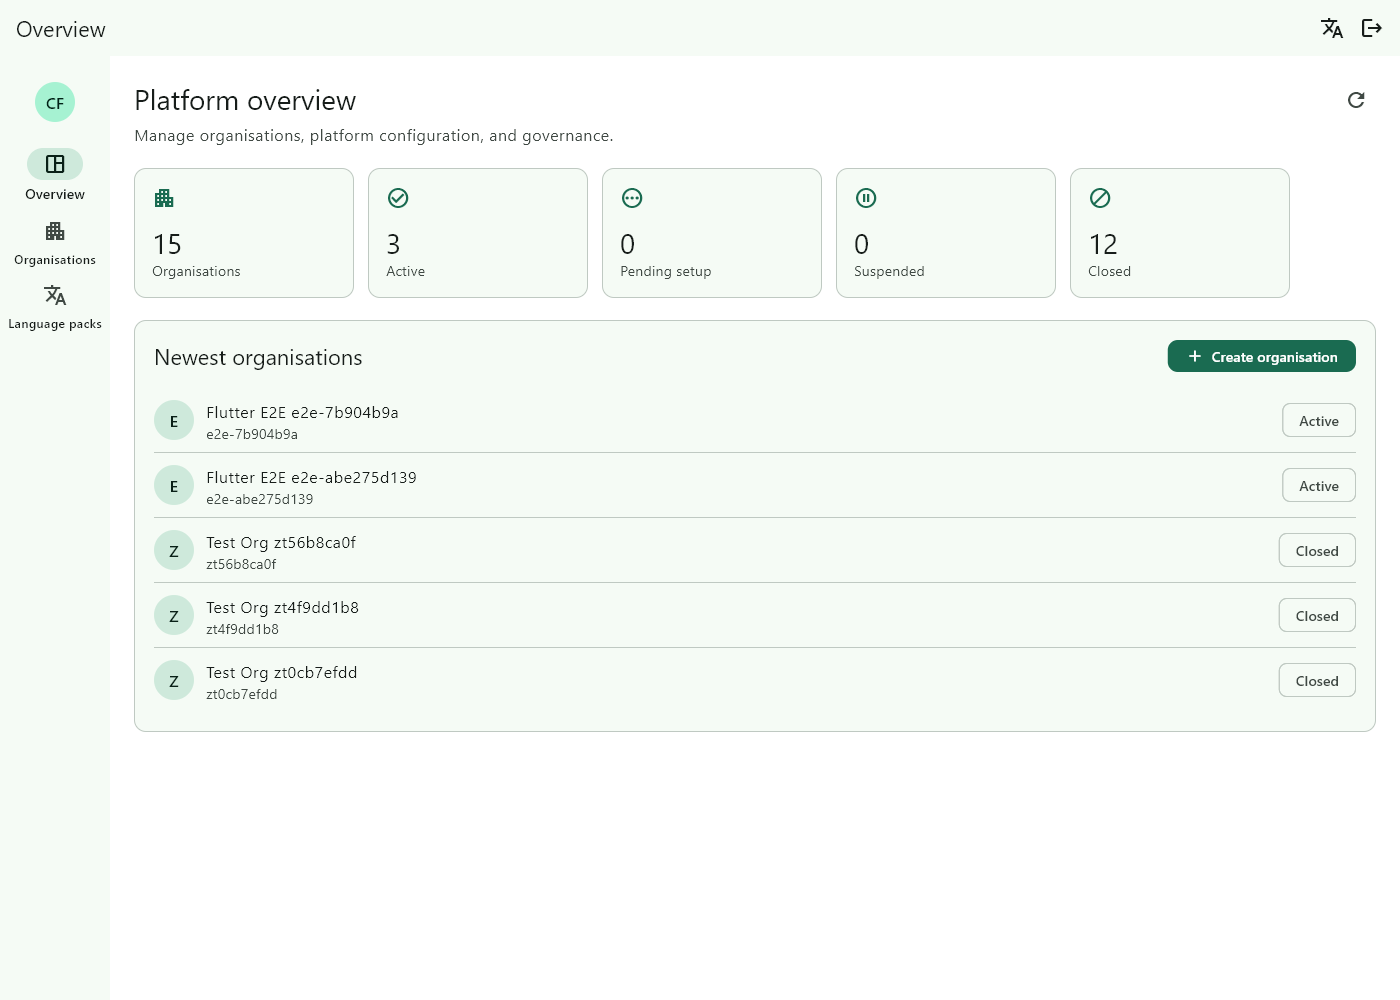 Overview
CF
Overview
Organisations
Language packs
Platform overview
Manage organisations, platform configuration, and governance.
15
Organisations
3
Active
0
Pending setup
0
Suspended
12
Closed
Newest organisations
Create organisation
E
Flutter E2E e2e-7b904b9a
e2e-7b904b9a
Active
E
Flutter E2E e2e-abe275d139
e2e-abe275d139
Active
Z
Test Org zt56b8ca0f
zt56b8ca0f
Closed
Z
Test Org zt4f9dd1b8
zt4f9dd1b8
Closed
Z
Test Org zt0cb7efdd
zt0cb7efdd
Closed